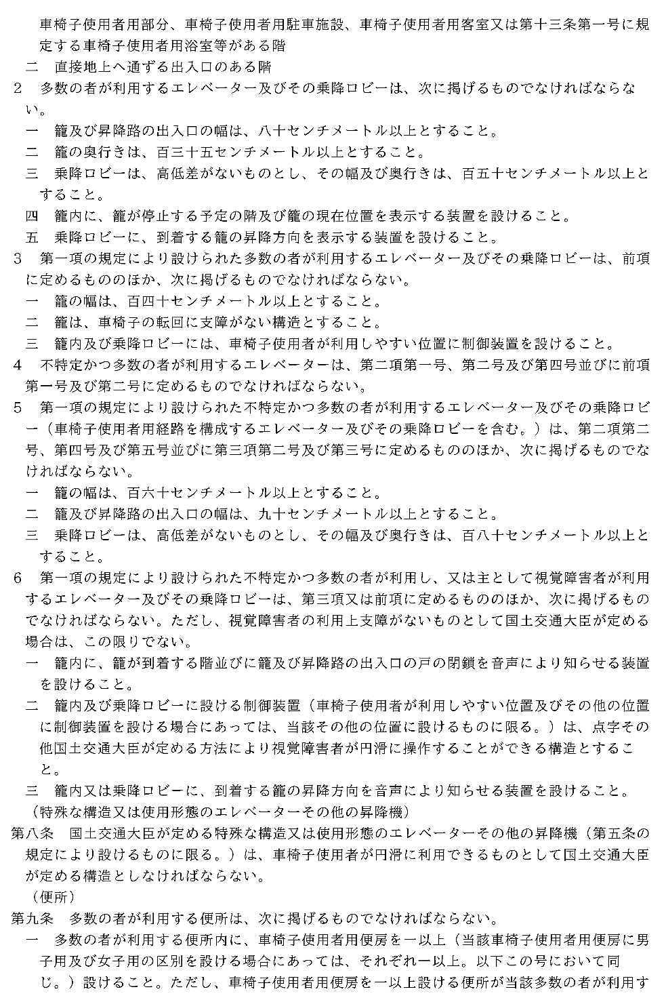 車椅子使用者用部分、車椅子使用者用駐車施設、車椅子使用者用客室又は第十三条第一号に規
定する車椅子使用者用浴室等がある階
二　直接地上へ通ずる出入口のある階
２　多数の者が利用するエレベーター及びその乗降ロビーは、次に掲げるものでなければならな
い。
一　籠及び昇降路の出入口の幅は、八十センチメートル以上とすること。
二　籠の奥行きは、百三十五センチメートル以上とすること。
三　乗降ロビーは、高低差がないものとし、その幅及び奥行きは、百五十センチメートル以上と
すること。
四　籠内に、籠が停止する予定の階及び籠の現在位置を表示する装置を設けること。
五　乗降ロビーに、到着する籠の昇降方向を表示する装置を設けること。
３　第一項の規定により設けられた多数の者が利用するエレベーター及びその乗降ロビーは、前項
に定めるもののほか、次に掲げるものでなければならない。
一　籠の幅は、百四十センチメートル以上とすること。
二　籠は、車椅子の転回に支障がない構造とすること。
三　籠内及び乗降ロビーには、車椅子使用者が利用しやすい位置に制御装置を設けること。
４　不特定かつ多数の者が利用するエレベーターは、第二項第一号、第二号及び第四号並びに前項
第一号及び第二号に定めるものでなければならない。
５　第一項の規定により設けられた不特定かつ多数の者が利用するエレベーター及びその乗降ロビ
ー（車椅子使用者用経路を構成するエレベーター及びその乗降ロビーを含む。）は、第二項第二
号、第四号及び第五号並びに第三項第二号及び第三号に定めるもののほか、次に掲げるものでな
ければならない。
一　籠の幅は、百六十センチメートル以上とすること。
二　籠及び昇降路の出入口の幅は、九十センチメートル以上とすること。
三　乗降ロビーは、高低差がないものとし、その幅及び奥行きは、百八十センチメートル以上と
すること。
６　第一項の規定により設けられた不特定かつ多数の者が利用し、又は主として視覚障害者が利用
するエレベーター及びその乗降ロビーは、第三項又は前項に定めるもののほか、次に掲げるもの
でなければならない。ただし、視覚障害者の利用上支障がないものとして国土交通大臣が定める
場合は、この限りでない。
一　籠内に、籠が到着する階並びに籠及び昇降路の出入口の戸の閉鎖を音声により知らせる装置
を設けること。
二　籠内及び乗降ロビーに設ける制御装置（車椅子使用者が利用しやすい位置及びその他の位置
に制御装置を設ける場合にあっては、当該その他の位置に設けるものに限る。）は、点字その
他国土交通大臣が定める方法により視覚障害者が円滑に操作することができる構造とするこ
と。
三　籠内又は乗降ロビーに、到着する籠の昇降方向を音声により知らせる装置を設けること。
（特殊な構造又は使用形態のエレベーターその他の昇降機）
第八条　国土交通大臣が定める特殊な構造又は使用形態のエレベーターその他の昇降機（第五条の
規定により設けるものに限る。）は、車椅子使用者が円滑に利用できるものとして国土交通大臣
が定める構造としなければならない。
（便所）
第九条　多数の者が利用する便所は、次に掲げるものでなければならない。
一　多数の者が利用する便所内に、車椅子使用者用便房を一以上（当該車椅子使用者用便房に男
子用及び女子用の区別を設ける場合にあっては、それぞれ一以上。以下この号において同
じ。）設けること。ただし、車椅子使用者用便房を一以上設ける便所が当該多数の者が利用す